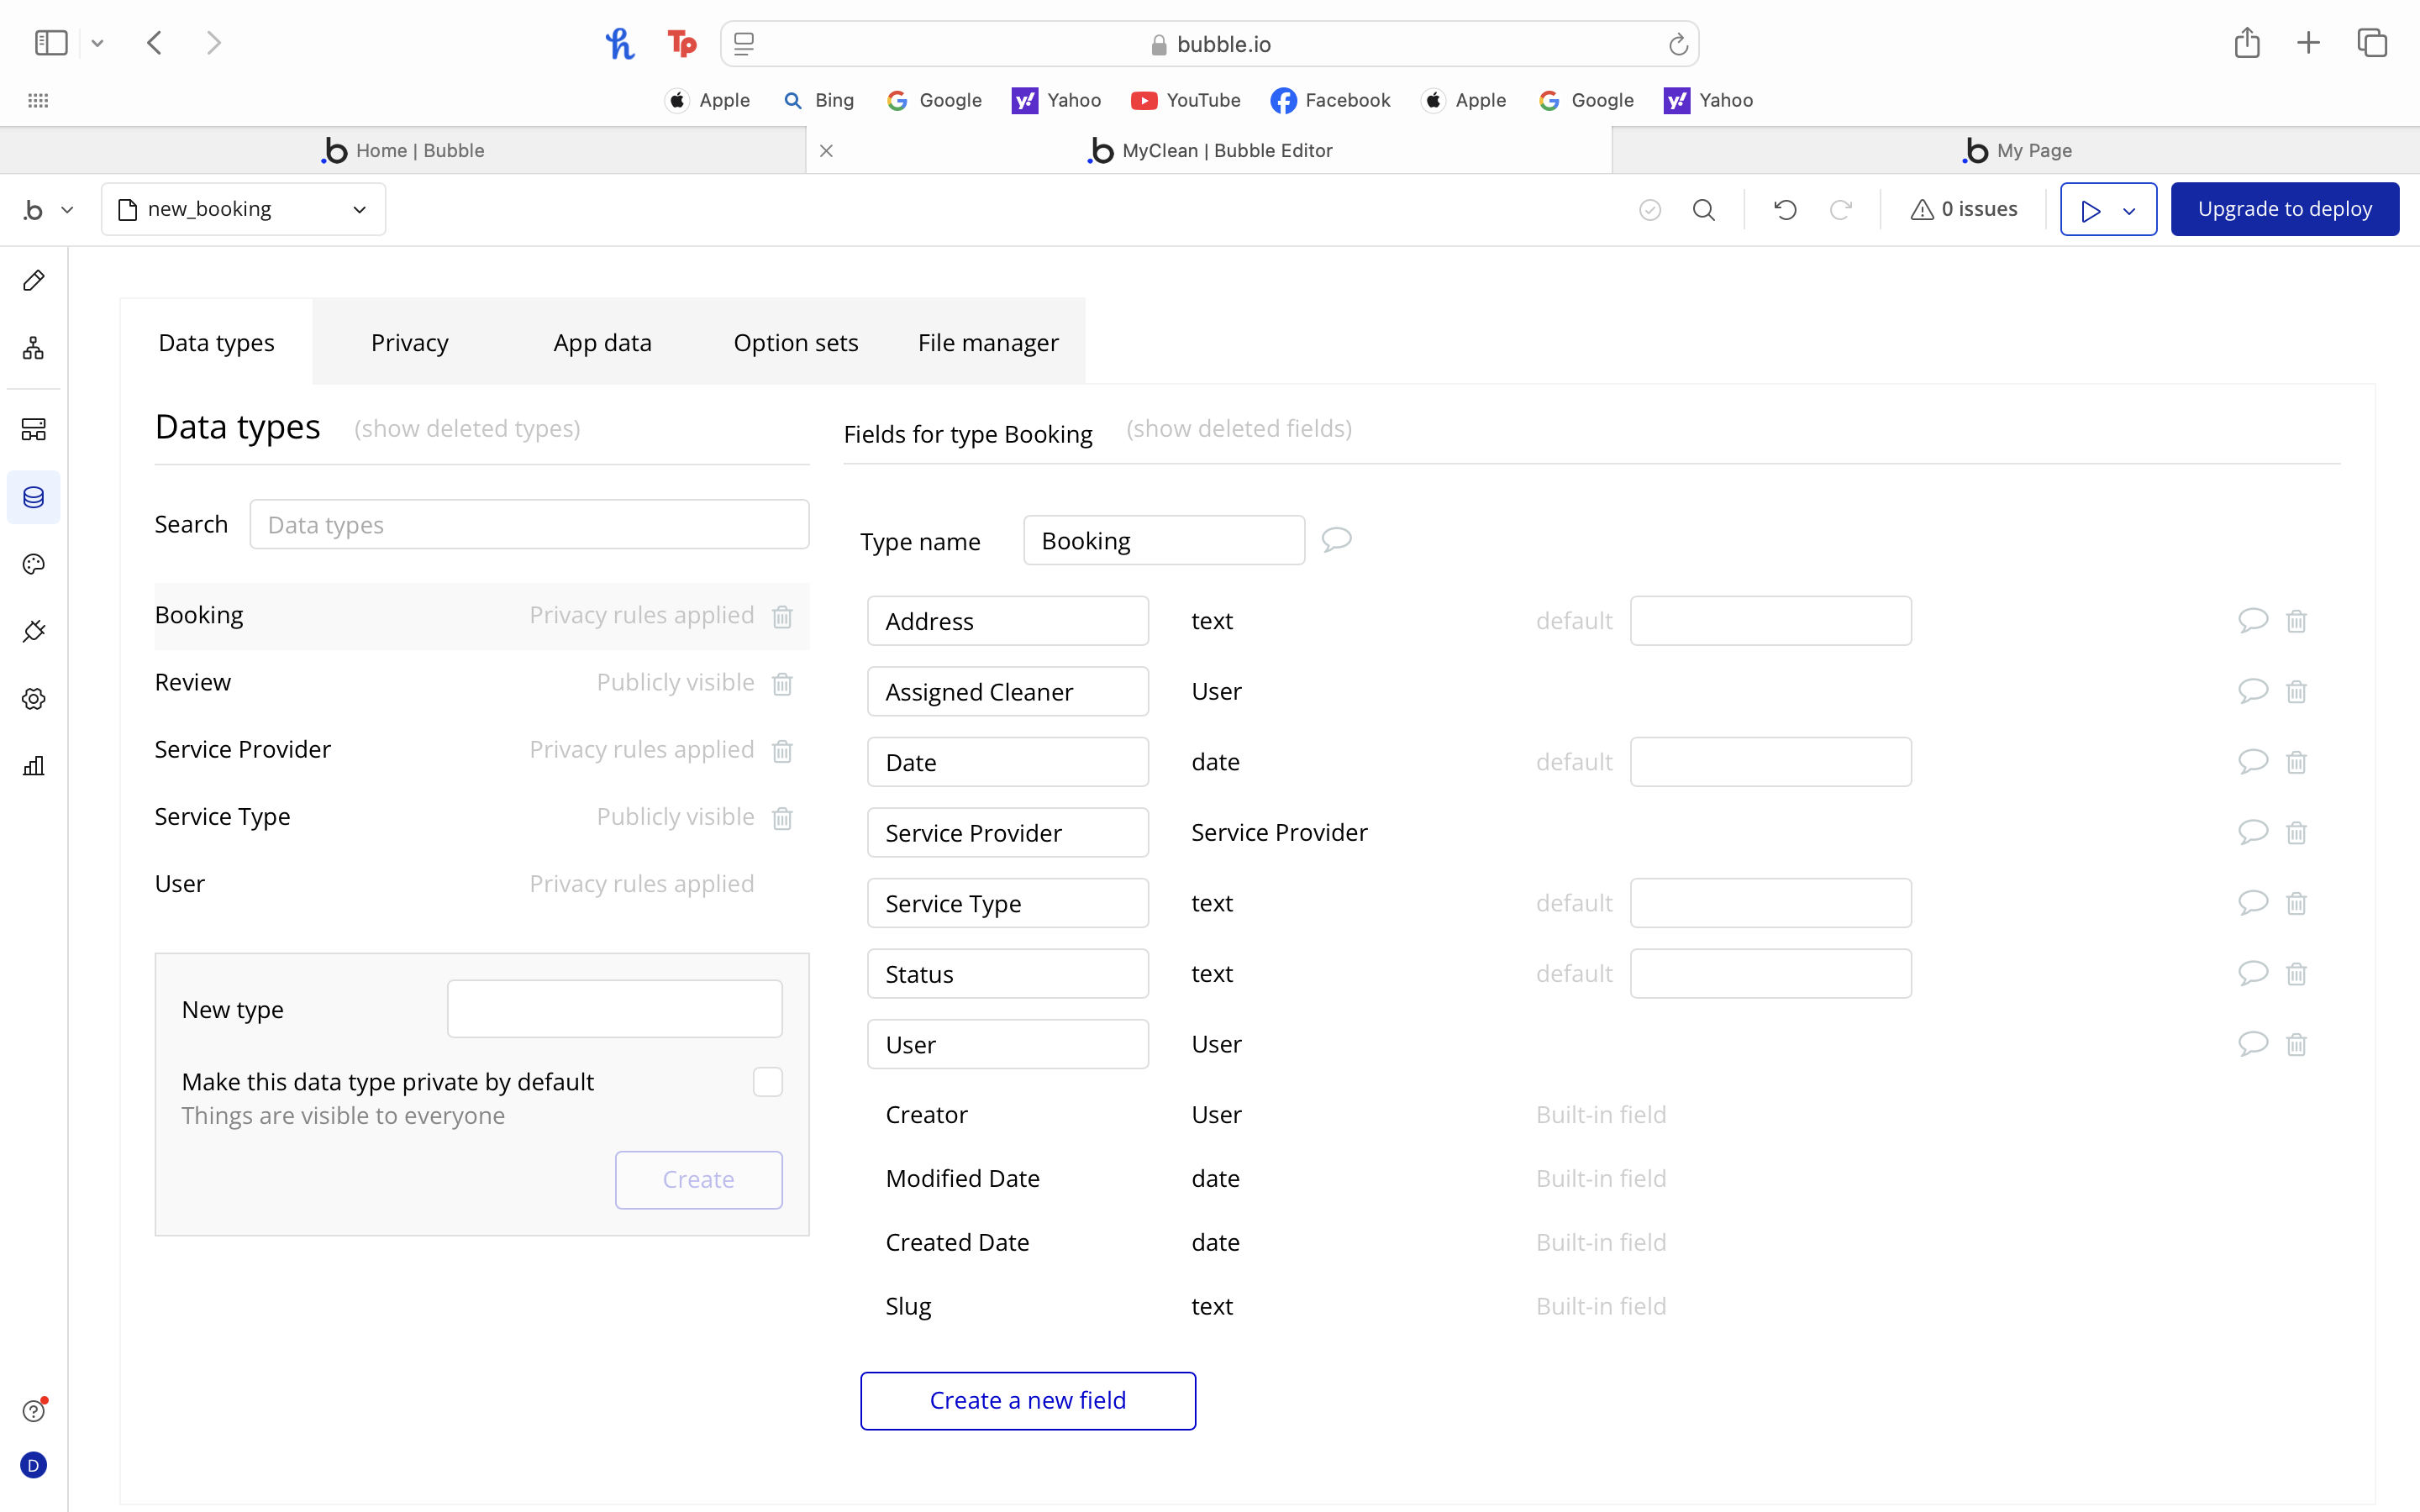 bubble.io
Apple Bing Google Yahoo YouTube Facebook Apple Google Yahoo
Home | Bubble MyClean | Bubble Editor My Page
new_booking 0 issues Upgrade to deploy
Data types Privacy App data Option sets File manager
Data types (show deleted types)
Search Data types
Booking Privacy rules applied
Review Publicly visible
Service Provider Privacy rules applied
Service Type Publicly visible
User Privacy rules applied
New type
Make this data type private by default
Things are visible to everyone
Create
Fields for type Booking (show deleted fields)
Type name Booking
Address text default
Assigned Cleaner User
Date date default
Service Provider Service Provider
Service Type text default
Status text default
User User
Creator User Built-in field
Modified Date date Built-in field
Created Date date Built-in field
Slug text Built-in field
Create a new field
D